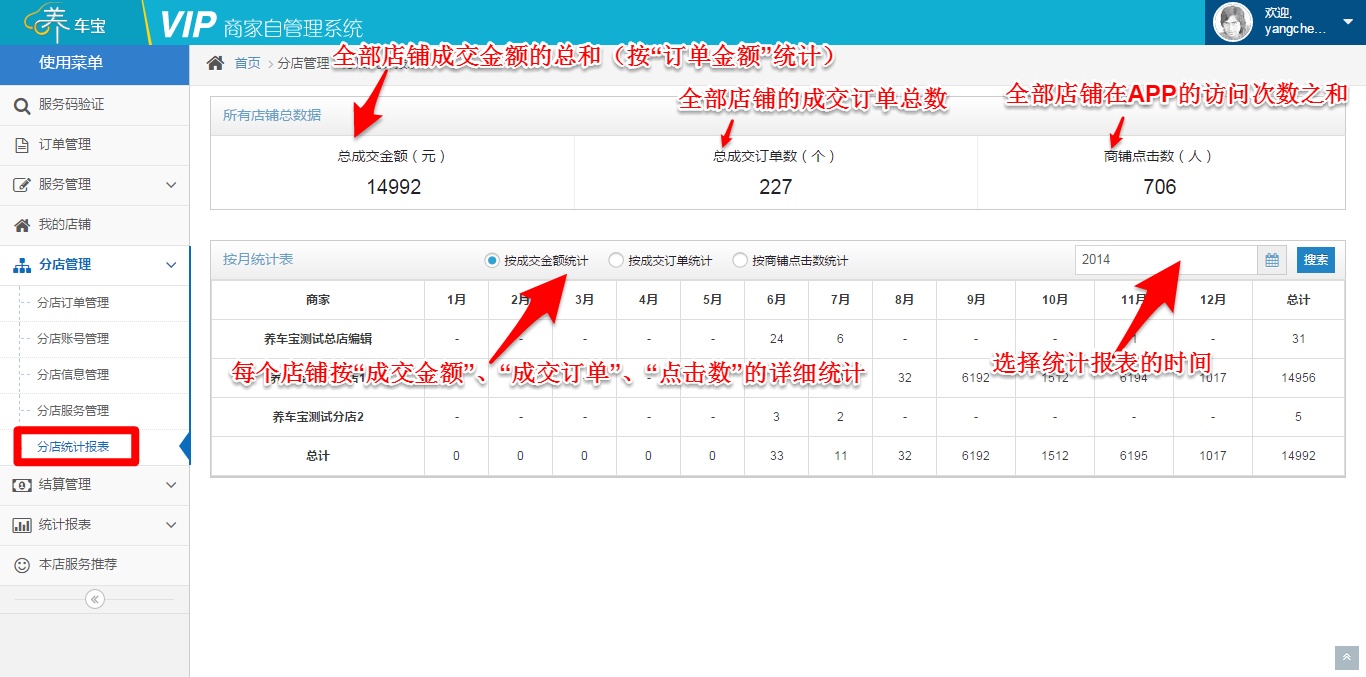 养车宝
VIP 商家自管理系统
欢迎,
yangche...
使用菜单
首页 分店管理
全部店铺成交金额的总和（按“订单金额”统计）
服务码验证
订单管理
服务管理
我的店铺
分店管理
分店订单管理
分店账号管理
分店信息管理
分店服务管理
分店统计报表
结算管理
统计报表
本店服务推荐
所有店铺总数据
全部店铺的成交订单总数
全部店铺在APP的访问次数之和
总成交金额（元） 总成交订单数（个） 商铺点击数（人）
14992 227 706
按月统计表 按成交金额统计 按成交订单统计 按商铺点击数统计 2014 搜索
商家 1月 2月 3月 4月 5月 6月 7月 8月 9月 10月 11月 12月 总计
养车宝测试总店编辑 - - - - - 24 6 - - - 1 - 31
每个店铺按“成交金额”、“成交订单”、“点击数”的详细统计
选择统计报表的时间
32 6192 1512 6194 1017 14956
养车宝测试分店2 - - - - - 3 2 - - - - - 5
总计 0 0 0 0 0 33 11 32 6192 1512 6195 1017 14992